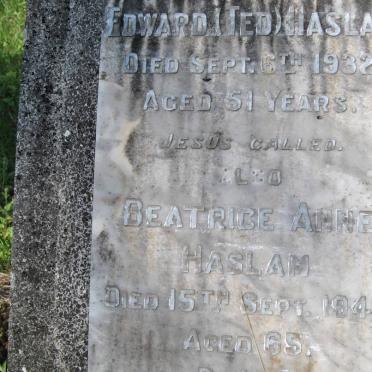 EDWARD (TED) HASLA
DIED SEPT. 6TH 1932
AGED 51 YEARS.
JESUS CALLED.
ALSO
BEATRICE ANNE
HASLAM
DIED 15TH SEPT. 194
AGED 65.